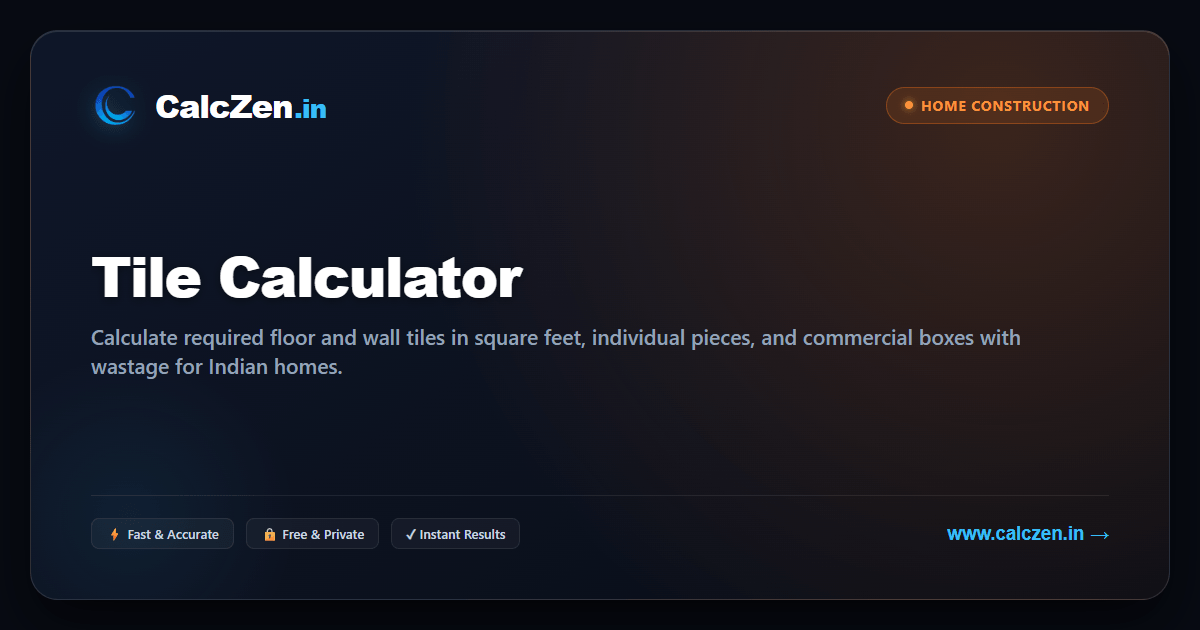 CalcZen.in
HOME CONSTRUCTION
Tile Calculator
Calculate required floor and wall tiles in square feet, individual pieces, and commercial boxes with
wastage for Indian homes.
Fast & Accurate
Free & Private
✓ Instant Results
www.calczen.in →